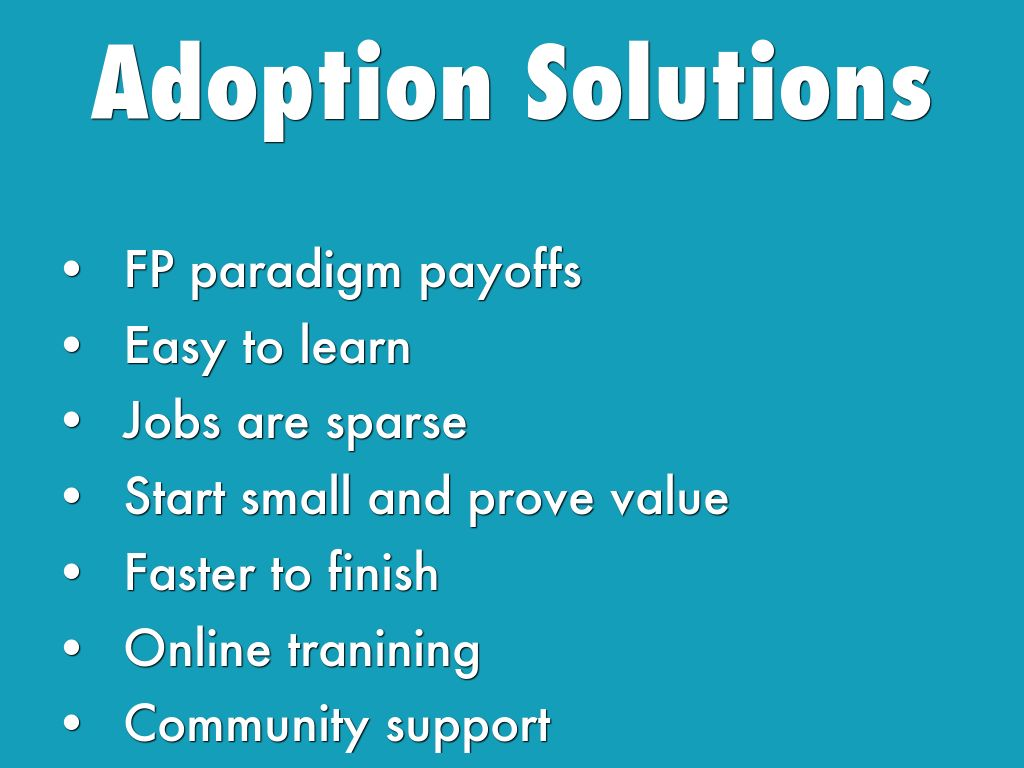 Adoption Solutions
• FP paradigm payoffs
• Easy to learn
• Jobs are sparse
• Start small and prove value
• Faster to finish
• Online tranining
• Community support